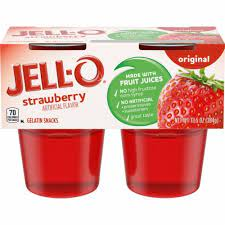 original
JELL-O
strawberry
ARTIFICIAL FLAVOR
MADE WITH
FRUIT JUICES
NO high fructose
corn syrup
NO ARTIFICIAL
great taste
70
GELATIN SNACKS